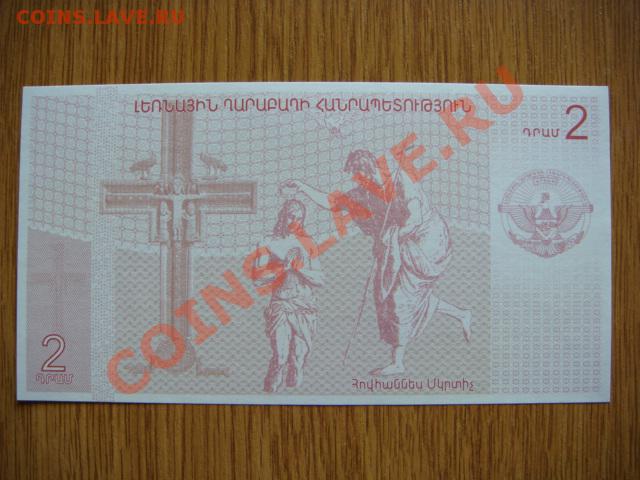 COINS.LAVE.RU
ԼԵՌՆԱՅԻՆ ՂԱՐԱԲԱՂԻ ՀԱՆՐԱՊԵՏՈՒԹՅՈՒՆ
ԴՐԱՄ 2
COINS.LAVE.RU
2
ԴՐԱՄ
Հովհաննես Մկրտիչ